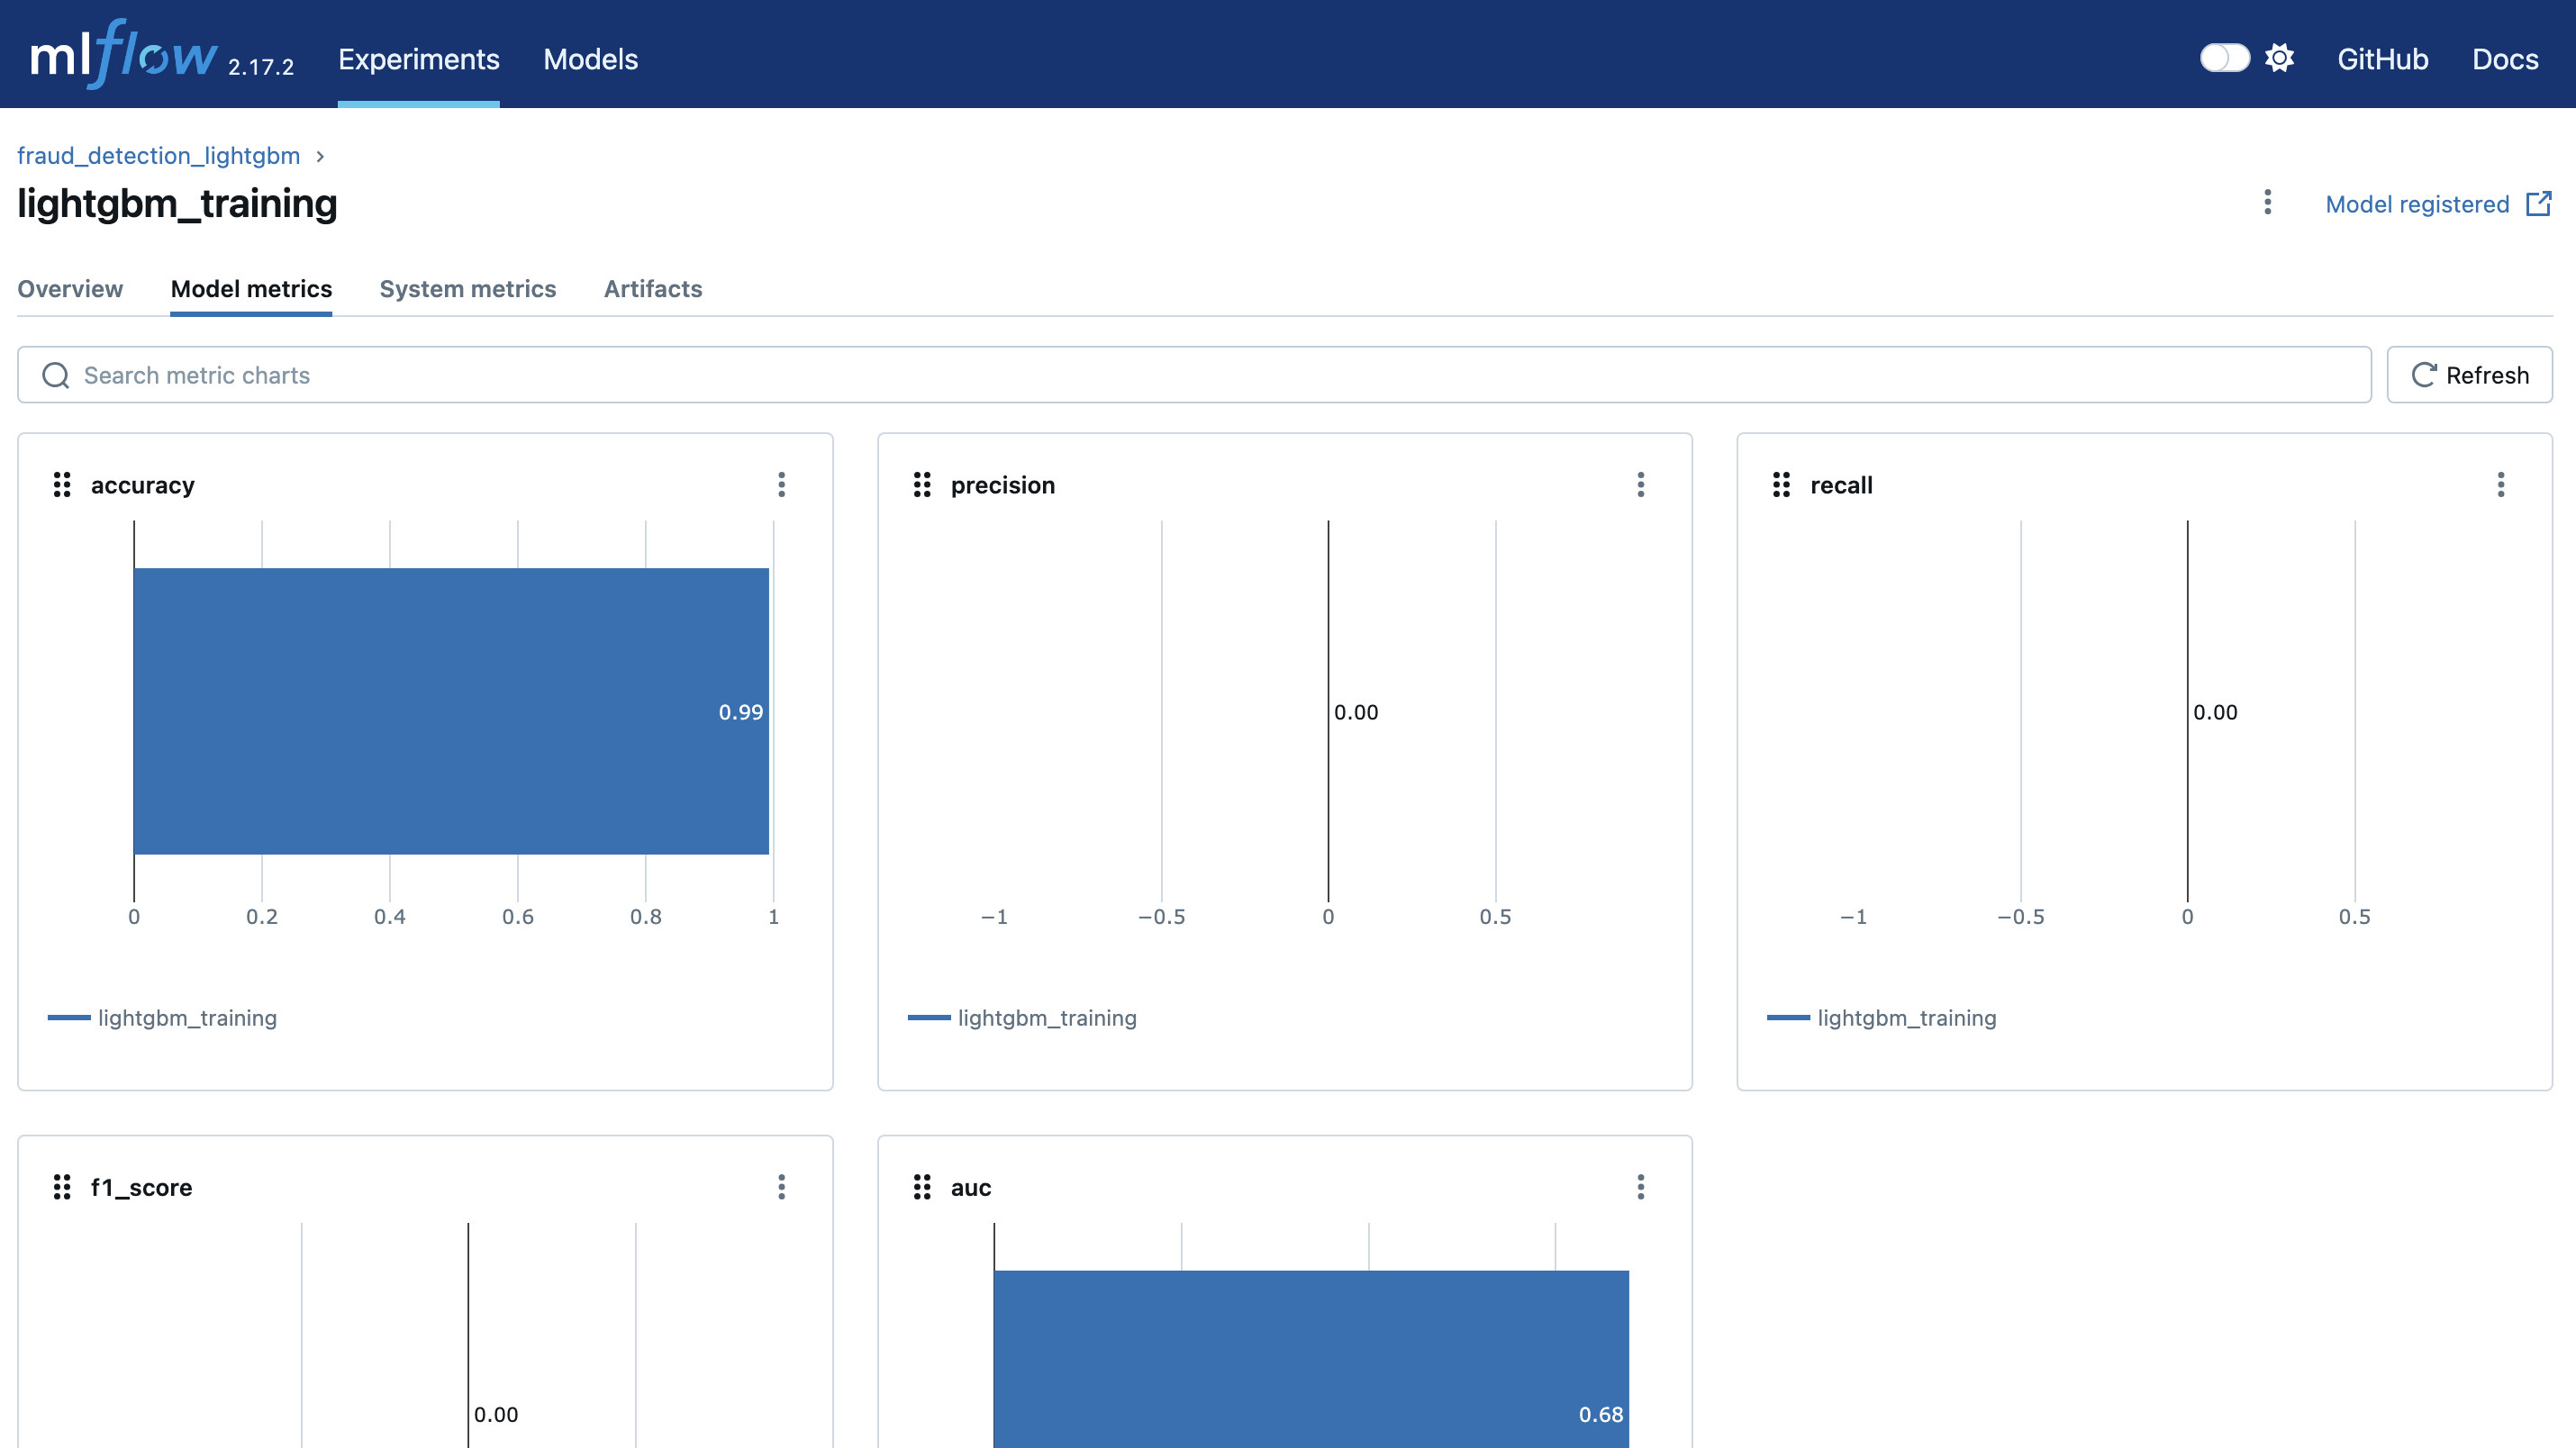 mlflow 2.17.2 Experiments Models GitHub Docs
fraud_detection_lightgbm
lightgbm_training
Model registered
Overview Model metrics System metrics Artifacts
Search metric charts Refresh
accuracy
0.99
0 0.2 0.4 0.6 0.8 1
lightgbm_training
precision
0.00
−1 −0.5 0 0.5
lightgbm_training
recall
0.00
−1 −0.5 0 0.5
lightgbm_training
f1_score
0.00
auc
0.68